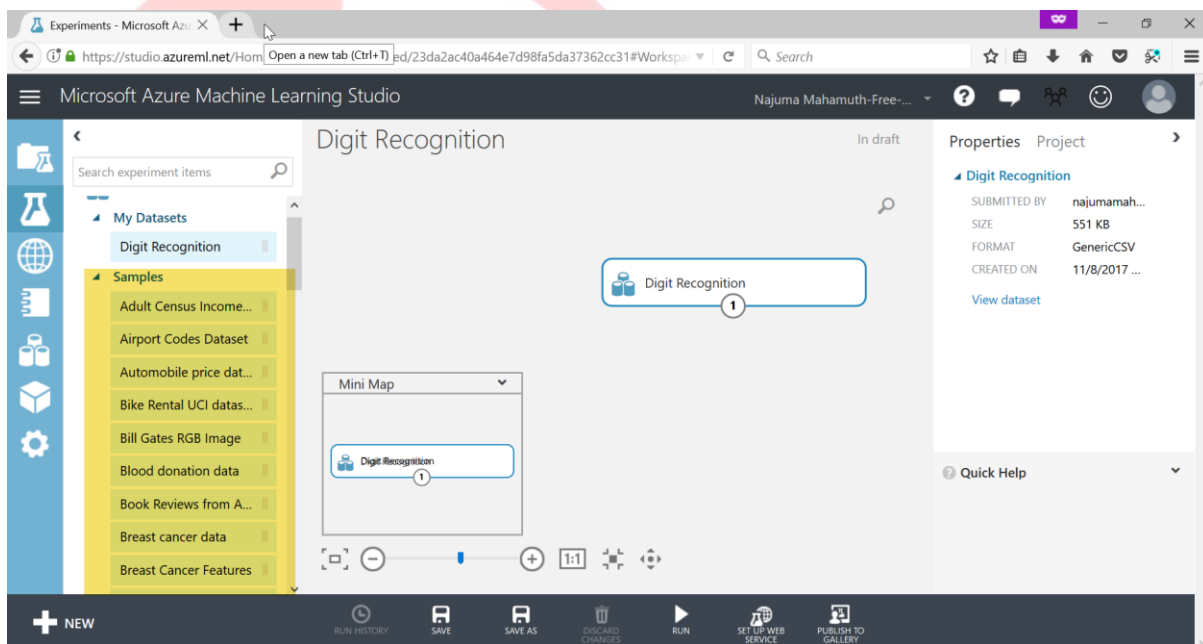 Experiments - Microsoft Azu
Open a new tab (Ctrl+T)
https://studio.azureml.net/Hom ed/23da2ac40a464e7d98fa5da37362cc31#Workspa
Search
Microsoft Azure Machine Learning Studio
Najuma Mahamuth-Free-...
Search experiment items
My Datasets
Digit Recognition
Samples
Adult Census Income...
Airport Codes Dataset
Automobile price dat...
Bike Rental UCI datas...
Bill Gates RGB Image
Blood donation data
Book Reviews from A...
Breast cancer data
Breast Cancer Features
Digit Recognition
In draft
Digit Recognition
1
Mini Map
Digit Recognition
1
1:1
Properties Project
Digit Recognition
SUBMITTED BY najumamah...
SIZE 551 KB
FORMAT GenericCSV
CREATED ON 11/8/2017 ...
View dataset
Quick Help
NEW
RUN HISTORY
SAVE
SAVE AS
DISCARD CHANGES
RUN
SET UP WEB SERVICE
PUBLISH TO GALLERY